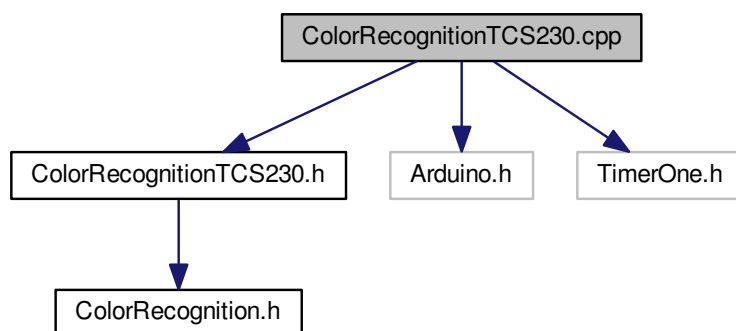 ColorRecognitionTCS230.cpp
ColorRecognitionTCS230.h
Arduino.h
TimerOne.h
ColorRecognition.h